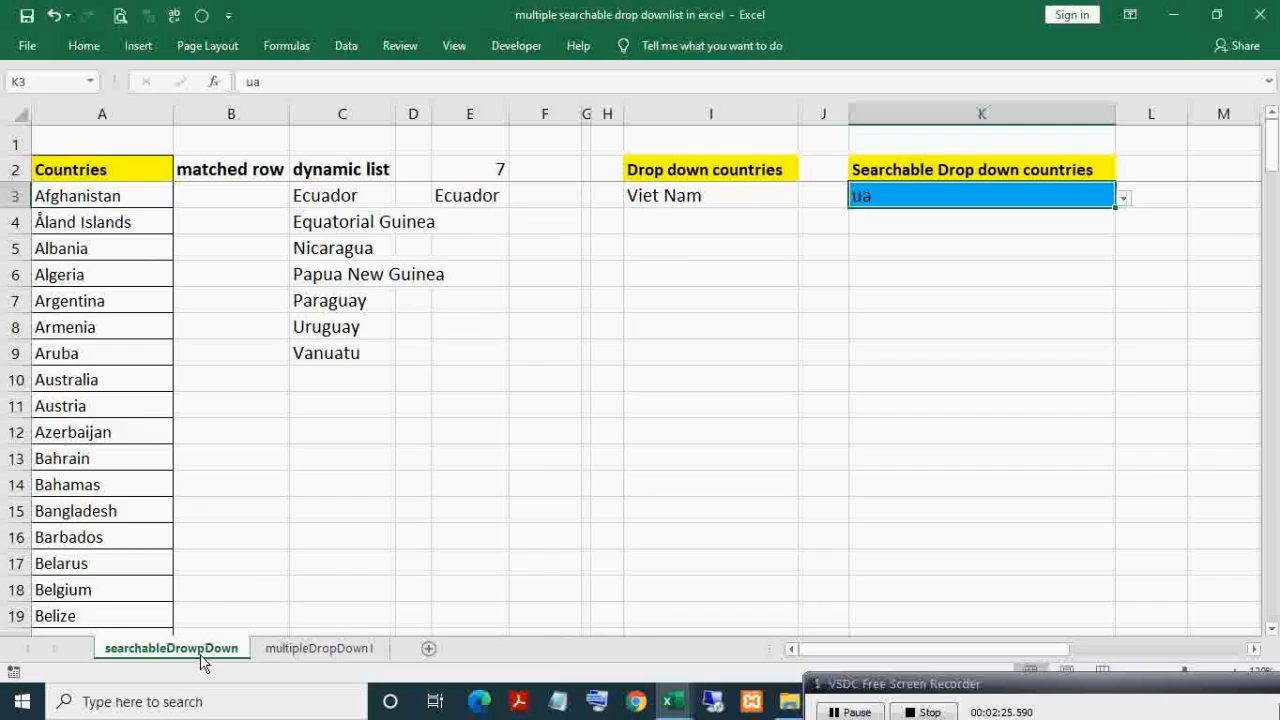 multiple searchable drop downlist in excel - Excel
Sign in
File Home Insert Page Layout Formulas Data Review View Developer Help Tell me what you want to do Share
K3 fx ua
A B C D E F G H I J K L M
1
2 Countries matched row dynamic list 7 Drop down countries Searchable Drop down countries
3 Afghanistan Ecuador Ecuador Viet Nam ua
4 Åland Islands Equatorial Guinea
5 Albania Nicaragua
6 Algeria Papua New Guinea
7 Argentina Paraguay
8 Armenia Uruguay
9 Aruba Vanuatu
10 Australia
11 Austria
12 Azerbaijan
13 Bahrain
14 Bahamas
15 Bangladesh
16 Barbados
17 Belarus
18 Belgium
19 Belize
searchableDrowpDown multipleDropDown1
VSDC Free Screen Recorder
Type here to search
Pause Stop 00:02:25.590